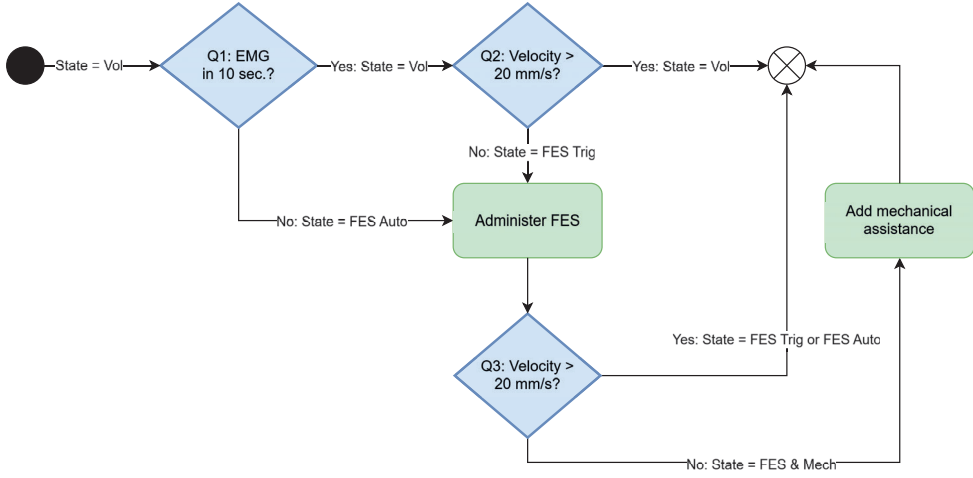 State = Vol
Q1: EMG
in 10 sec.?
Yes: State = Vol
Q2: Velocity >
20 mm/s?
Yes: State = Vol
No: State = FES Trig
No: State = FES Auto
Administer FES
Add mechanical
assistance
Q3: Velocity >
20 mm/s?
Yes: State = FES Trig or FES Auto
No: State = FES & Mech